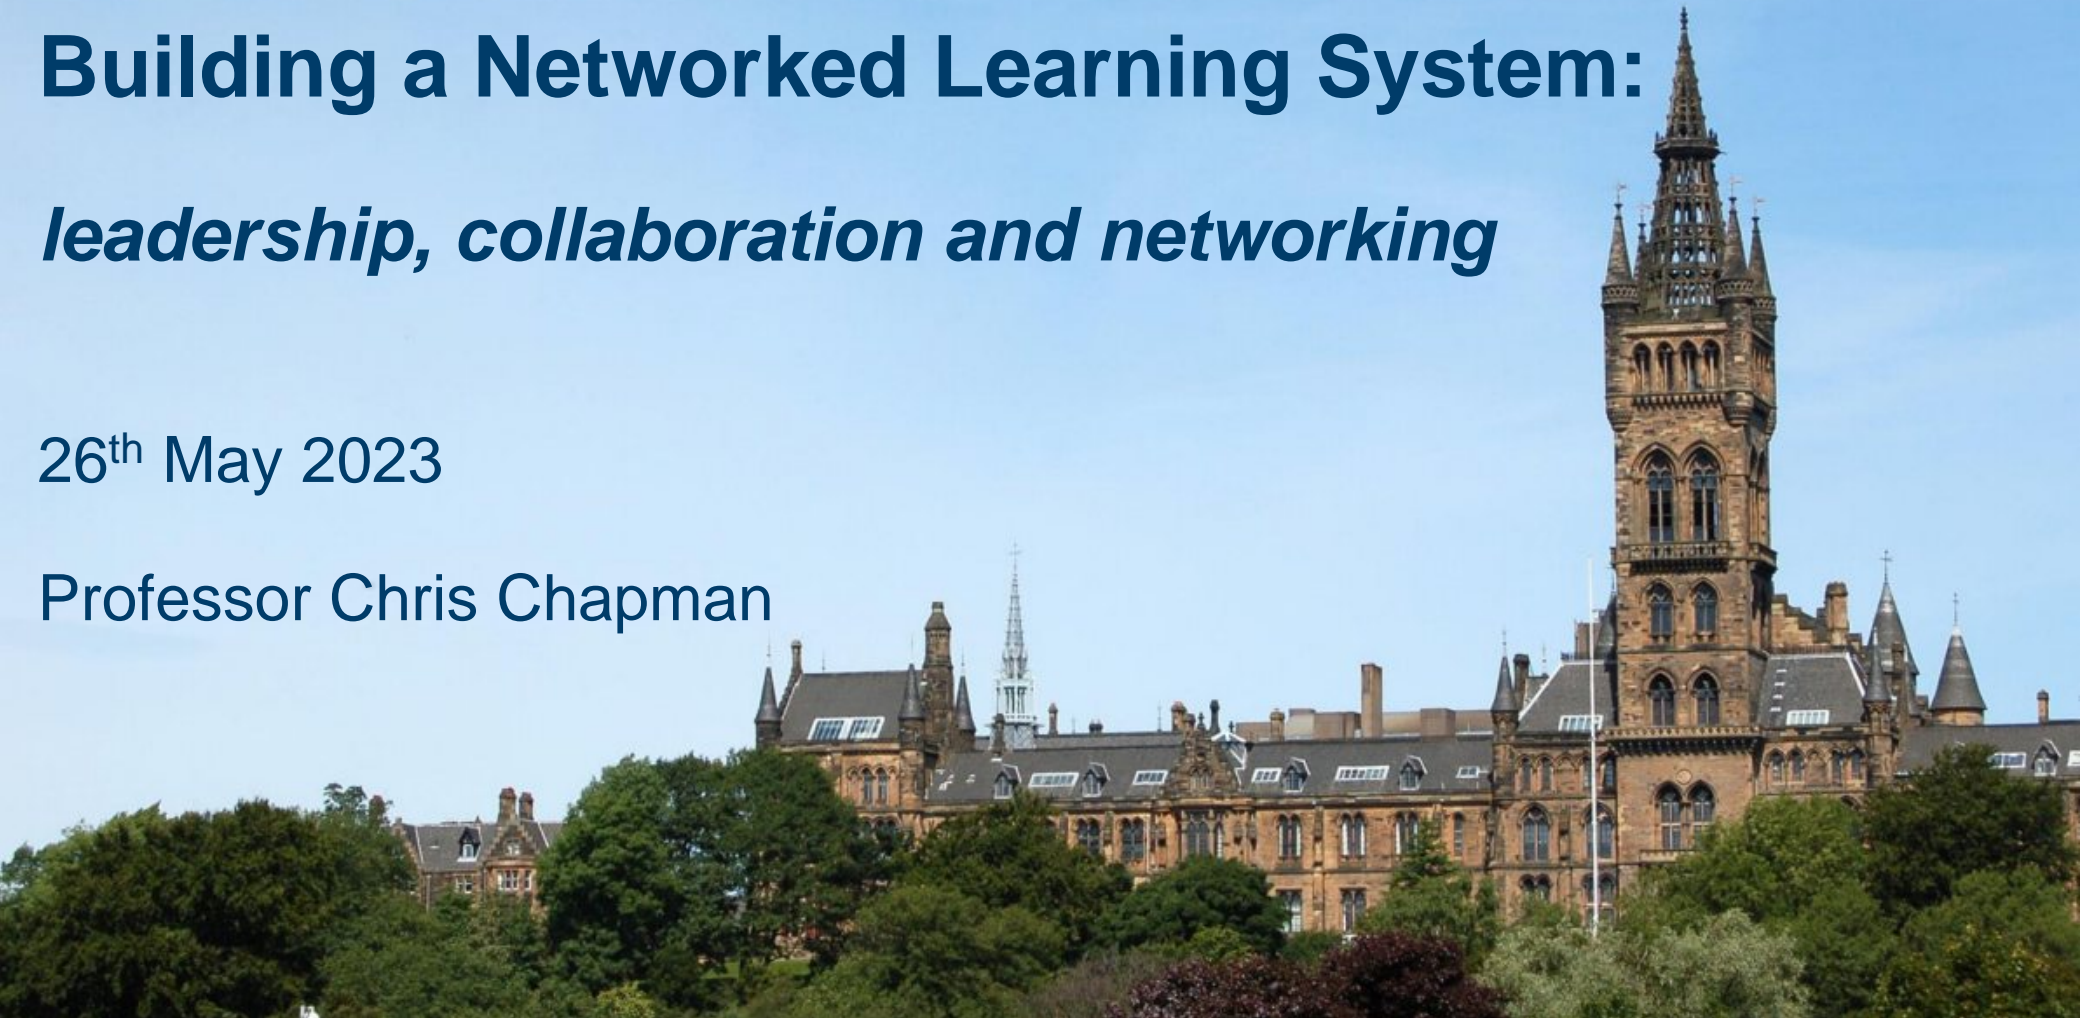 Building a Networked Learning System:
leadership, collaboration and networking
26th May 2023
Professor Chris Chapman